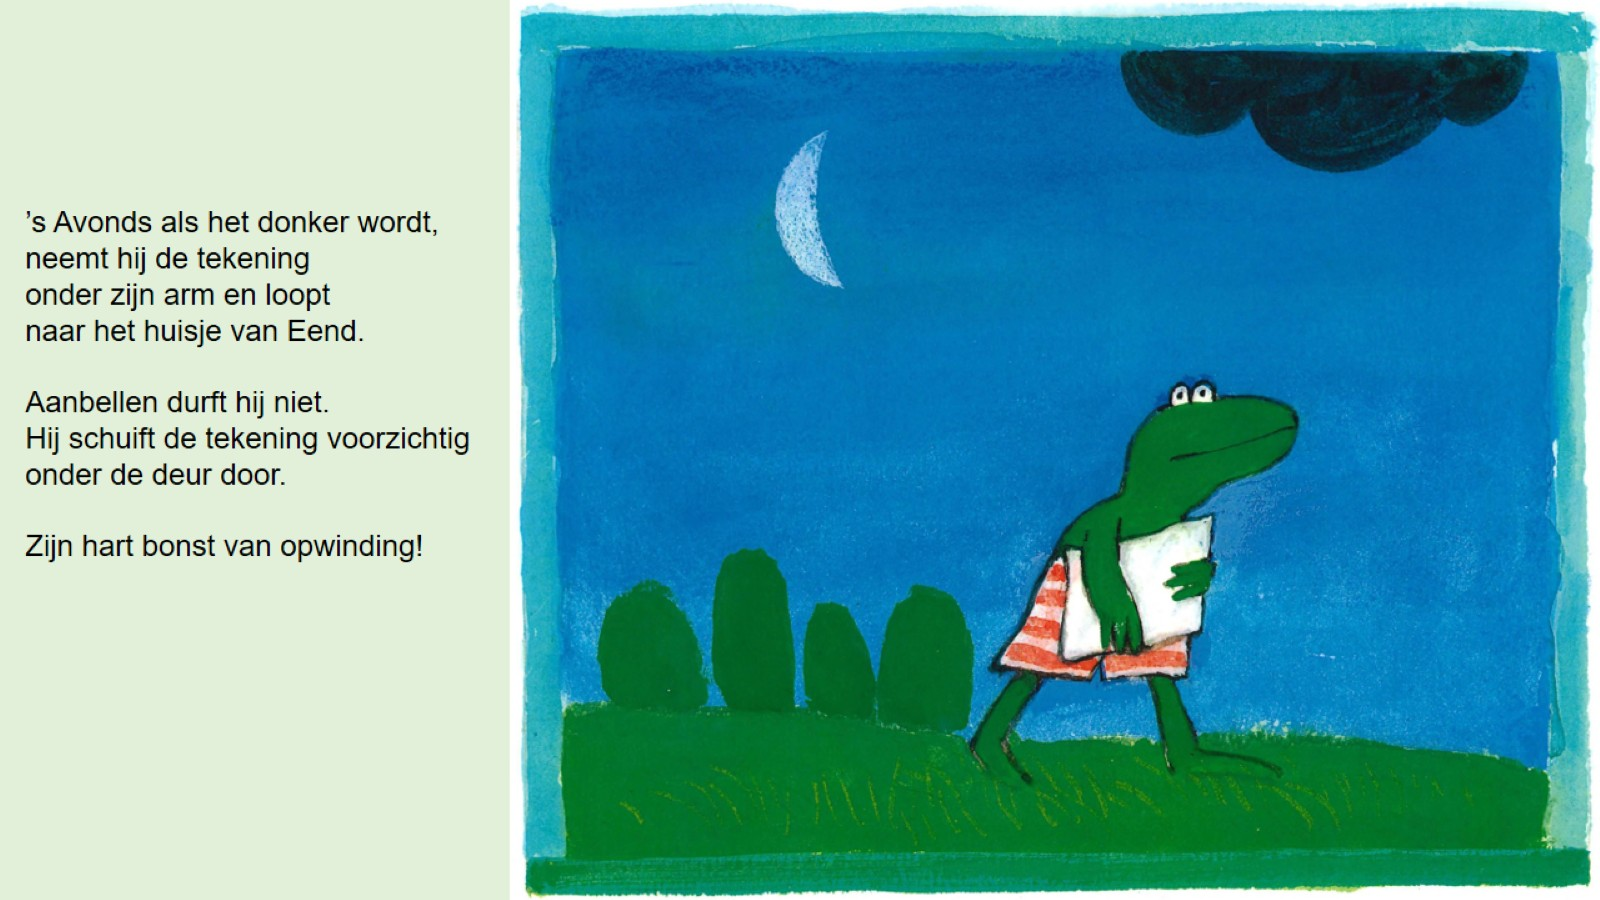 ’s Avonds als het donker wordt,
neemt hij de tekening
onder zijn arm en loopt
naar het huisje van Eend.
Aanbellen durft hij niet.
Hij schuift de tekening voorzichtig
onder de deur door.
Zijn hart bonst van opwinding!